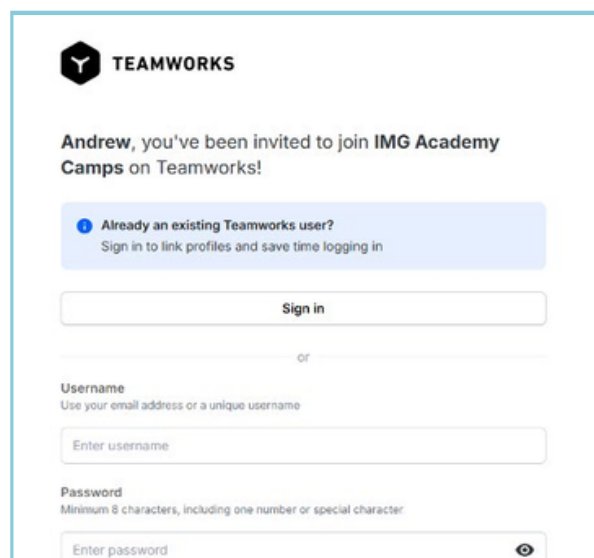 TEAMWORKS
Andrew, you've been invited to join IMG Academy
Camps on Teamworks!
Already an existing Teamworks user?
Sign in to link profiles and save time logging in
Sign in
or
Username
Use your email address or a unique username
Enter username
Password
Minimum 8 characters, including one number or special character
Enter password